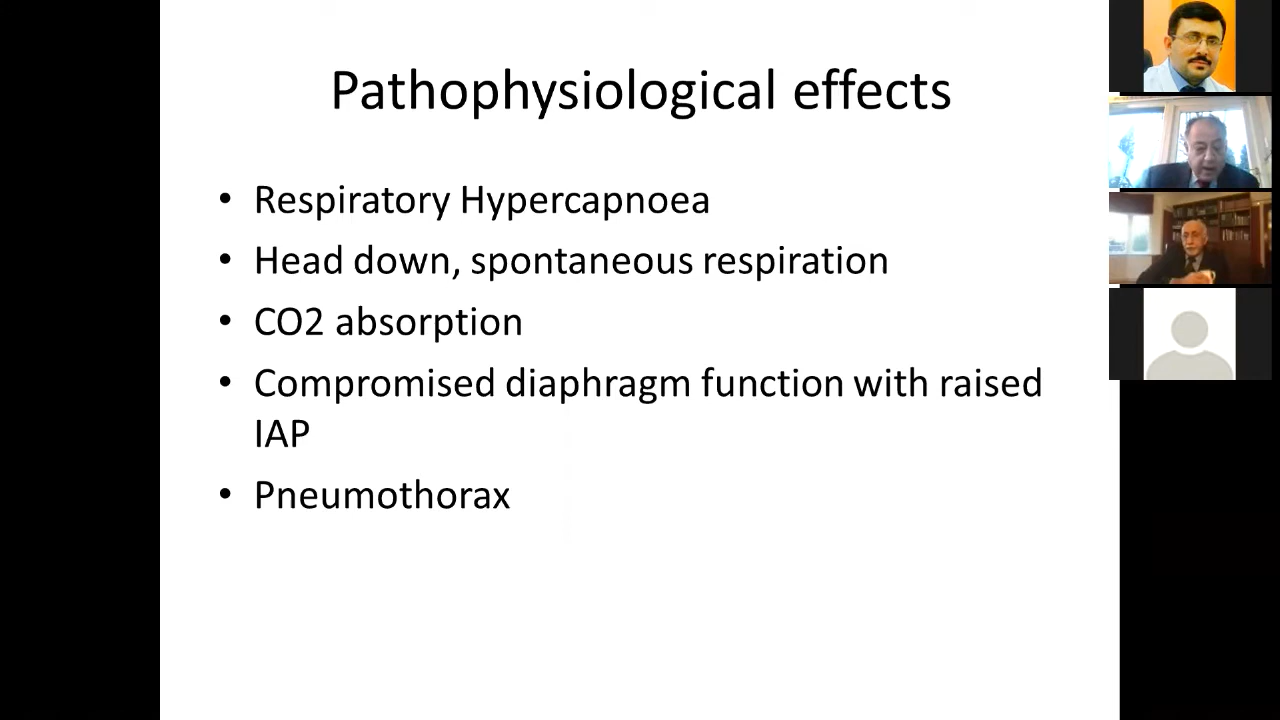 Pathophysiological effects
• Respiratory Hypercapnoea
• Head down, spontaneous respiration
• CO2 absorption
• Compromised diaphragm function with raised
IAP
• Pneumothorax